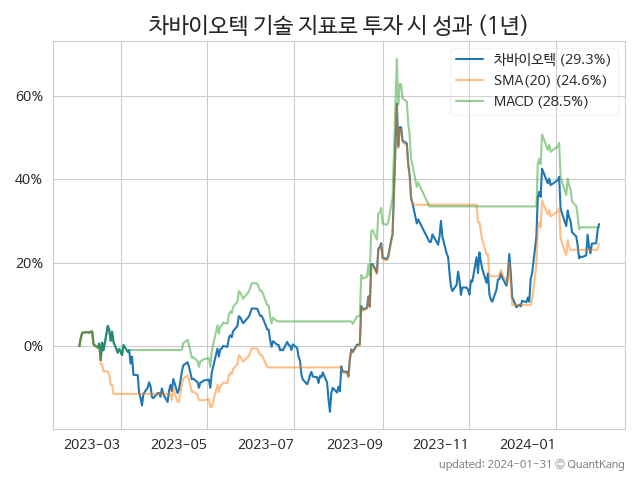 차바이오텍 기술 지표로 투자 시 성과 (1년)
차바이오텍 (29.3%)
SMA(20) (24.6%)
MACD (28.5%)
60%
40%
20%
0%
2023-03 2023-05 2023-07 2023-09 2023-11 2024-01
updated: 2024-01-31 © QuantKang